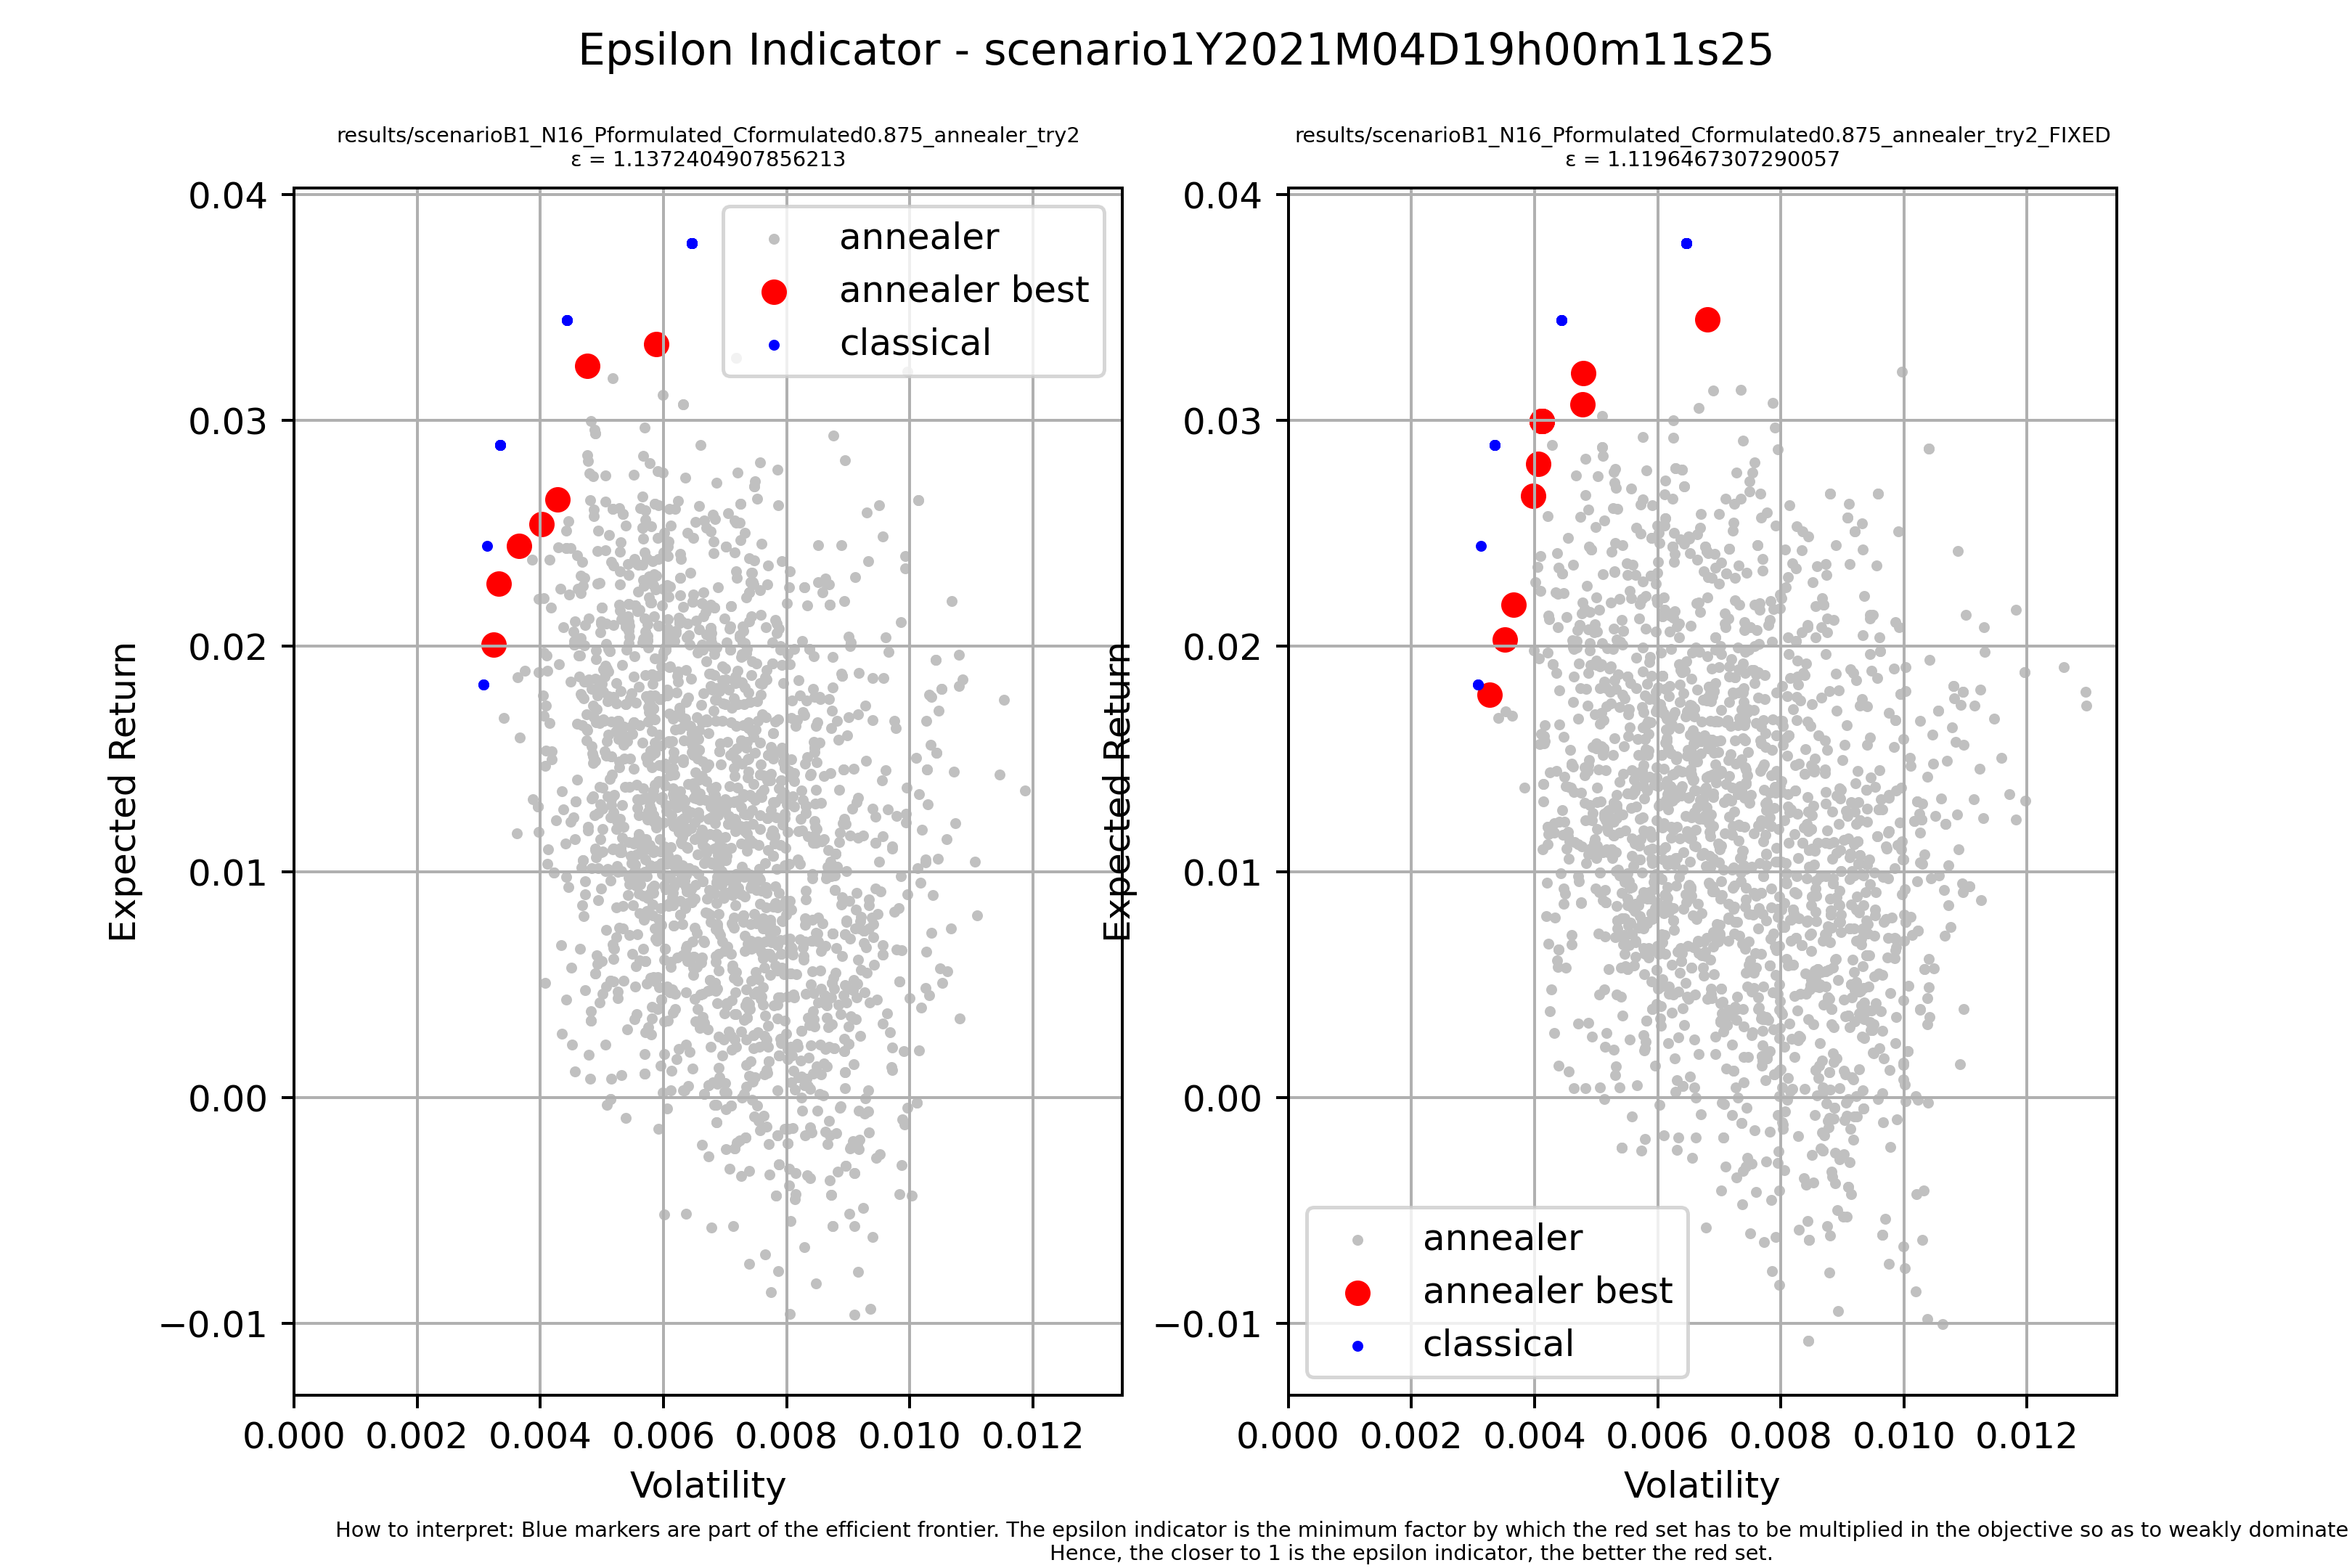 Epsilon Indicator - scenario1Y2021M04D19h00m11s25
results/scenarioB1_N16_Pformulated_Cformulated0.875_annealer_try2
ε = 1.1372404907856213
0.04
0.03
0.02
0.01
0.00
−0.01
Expected Return
annealer
annealer best
classical
0.000 0.002 0.004 0.006 0.008 0.010 0.012
Volatility
results/scenarioB1_N16_Pformulated_Cformulated0.875_annealer_try2_FIXED
ε = 1.1196467307290057
0.04
0.03
0.02
0.01
0.00
−0.01
Expected Return
annealer
annealer best
classical
0.000 0.002 0.004 0.006 0.008 0.010 0.012
Volatility
How to interpret: Blue markers are part of the efficient frontier. The epsilon indicator is the minimum factor by which the red set has to be multiplied in the objective so as to weakly dominate
Hence, the closer to 1 is the epsilon indicator, the better the red set.